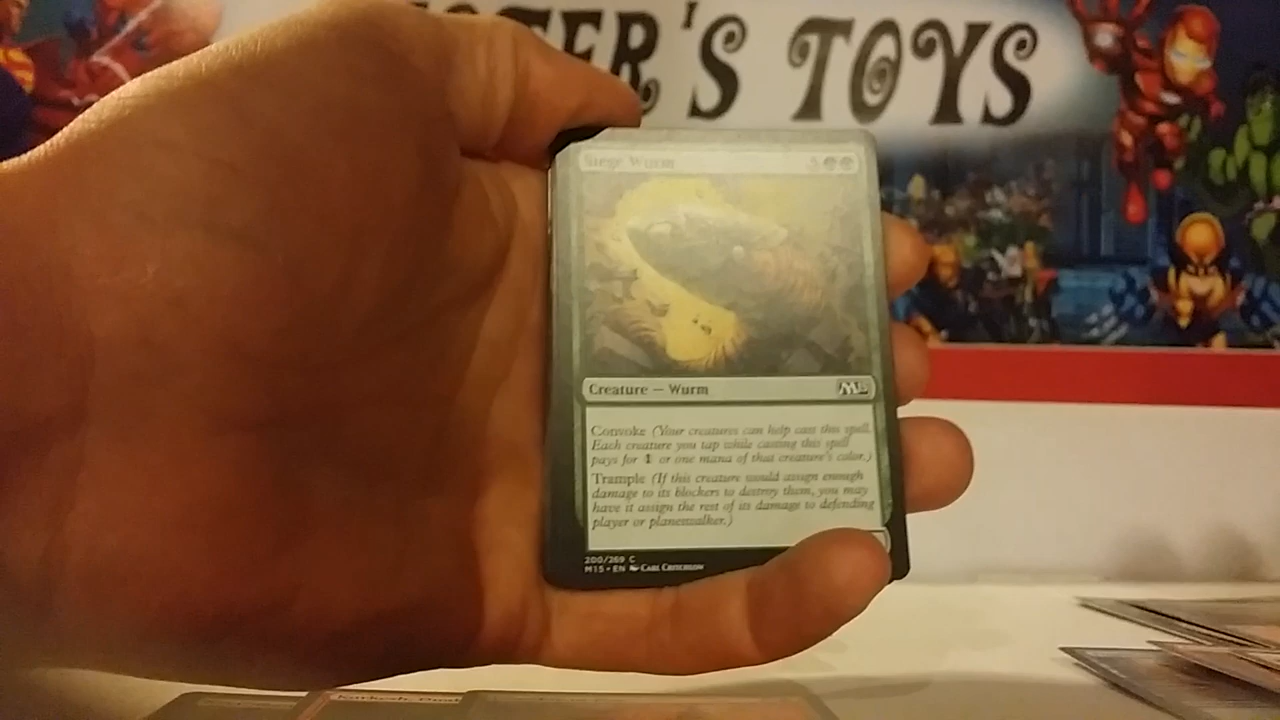 TER'S TOYS
Siege Wurm 5
Creature — Wurm M15
Convoke (Your creatures can help cast this spell.
Each creature you tap while casting this spell
pays for 1 or one mana of that creature's color.)
Trample (If this creature would assign enough
damage to its blockers to destroy them, you may
have it assign the rest of its damage to defending
player or planeswalker.)
200/269 C
M15 • EN Carl Critchlow